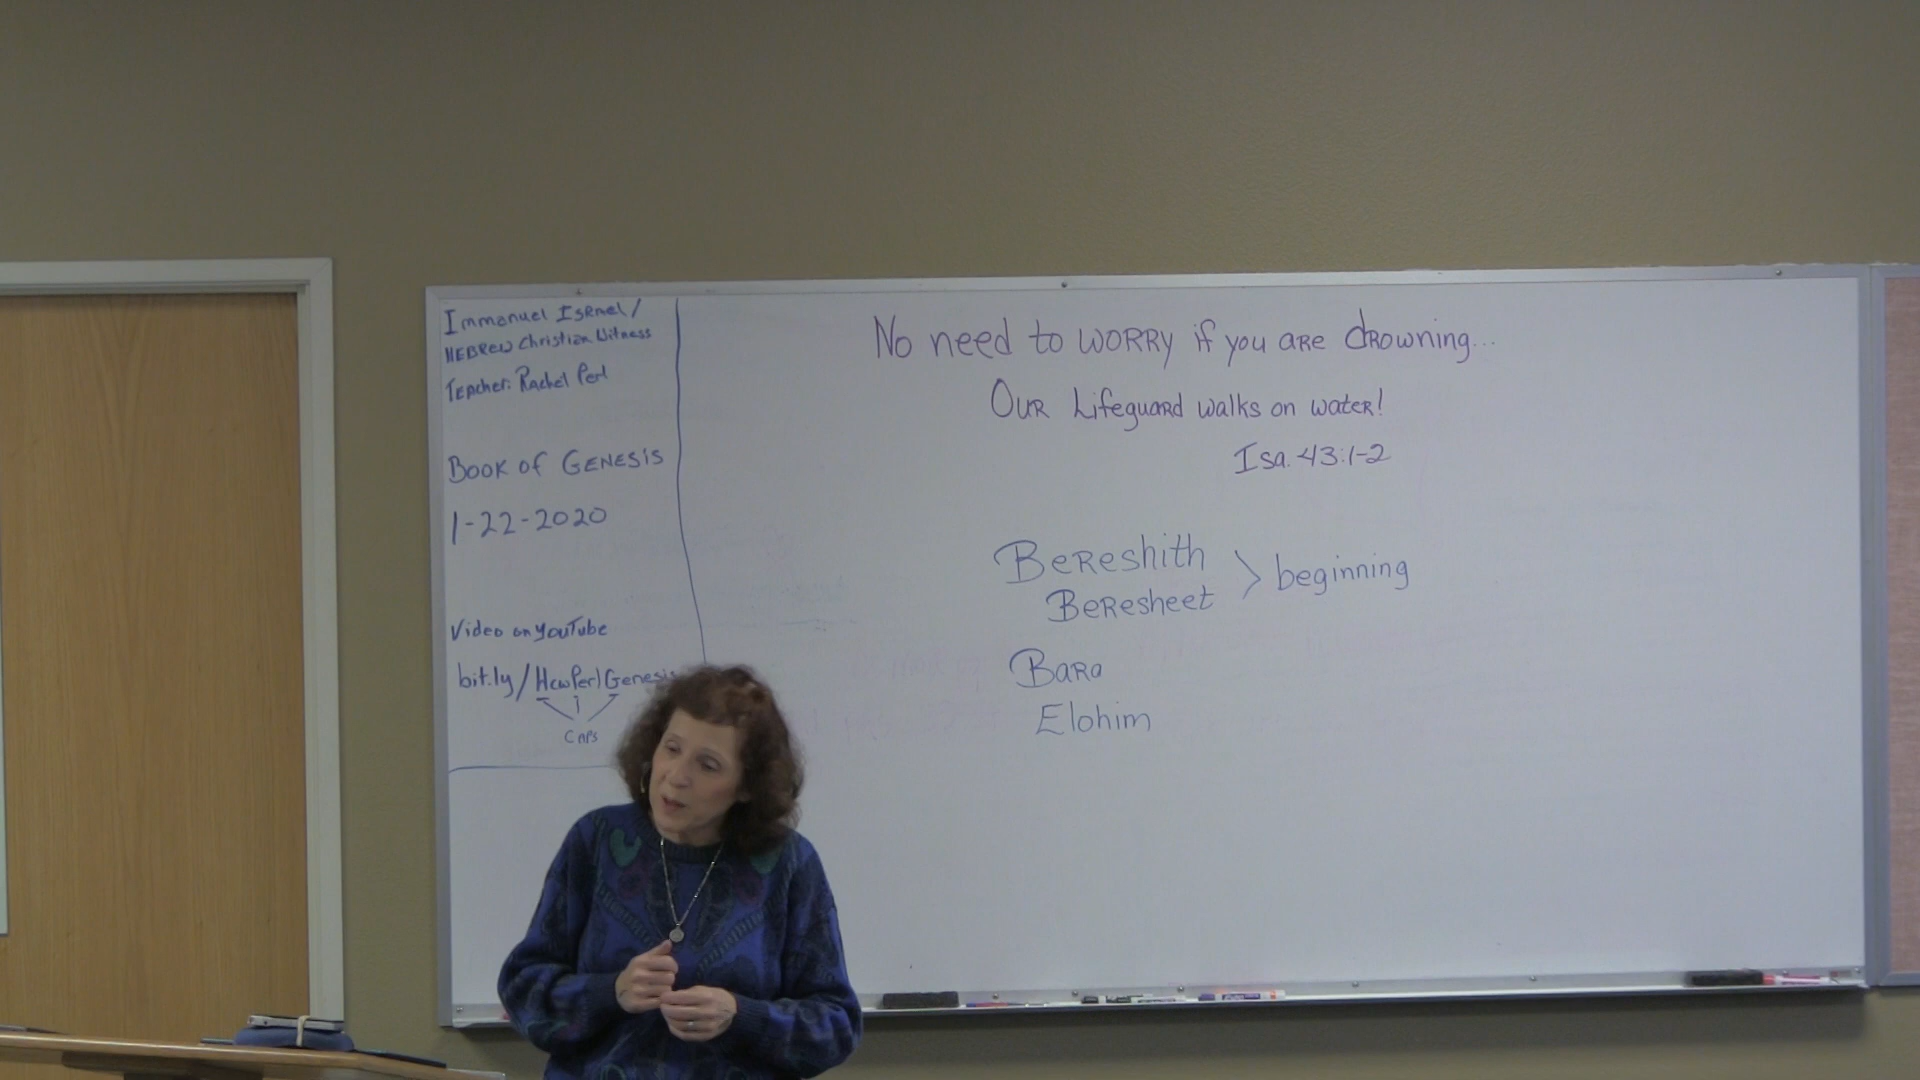 Immanuel Israel/
Hebrew Christian Witness
Teacher: Rachel Perl
Book of Genesis
1-22-2020
Video on YouTube
bit.ly/HcwPerlGenesis
Caps
No need to worry if you are drowning...
Our Lifeguard walks on water!
Isa. 43:1-2
Bereshith
Beresheet > beginning
Bara
Elohim